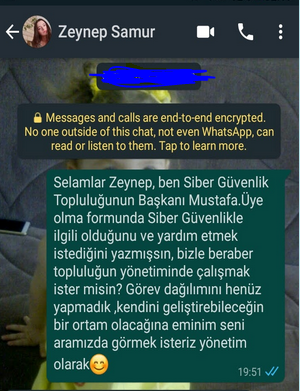 Zeynep Samur
Messages and calls are end-to-end encrypted.
No one outside of this chat, not even WhatsApp, can
read or listen to them. Tap to learn more.
Selamlar Zeynep, ben Siber Güvenlik
Topluluğunun Başkanı Mustafa.Üye
olma formunda Siber Güvenlikle
ilgili olduğunu ve yardım etmek
istediğini yazmışsın, bizle beraber
topluluğun yönetiminde çalışmak
ister misin? Görev dağılımını henüz
yapmadık ,kendini geliştirebileceğin
bir ortam olacağına eminim seni
aramızda görmek isteriz yönetim
olarak😊
19:51